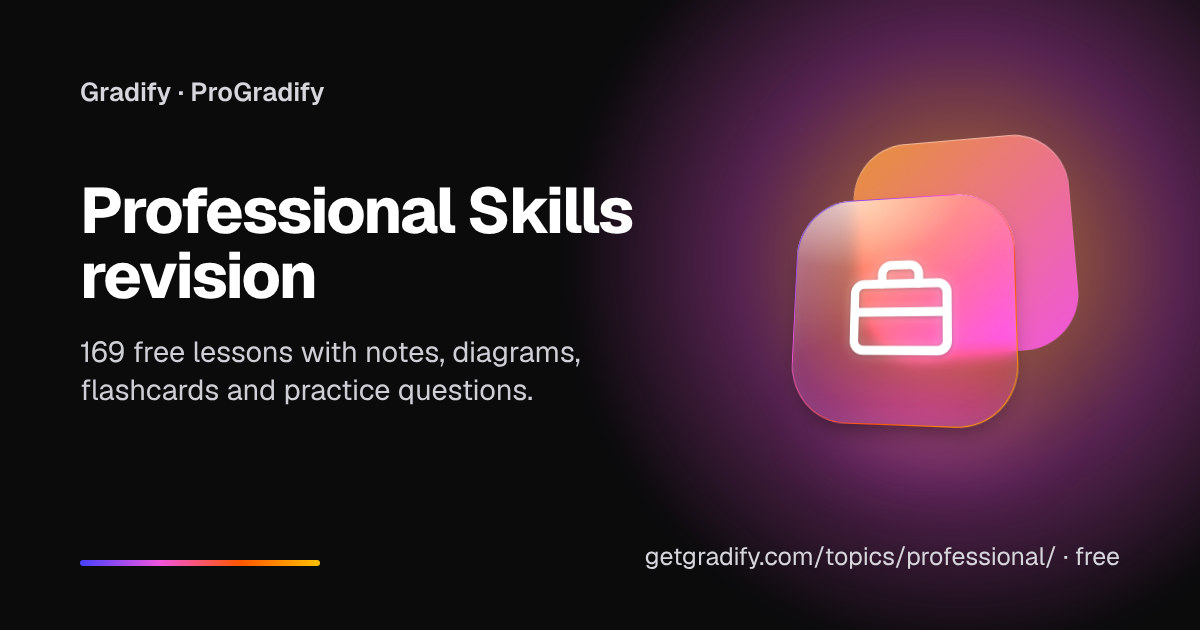 Gradify · ProGradify
Professional Skills
revision
169 free lessons with notes, diagrams,
flashcards and practice questions.
getgradify.com/topics/professional/ · free